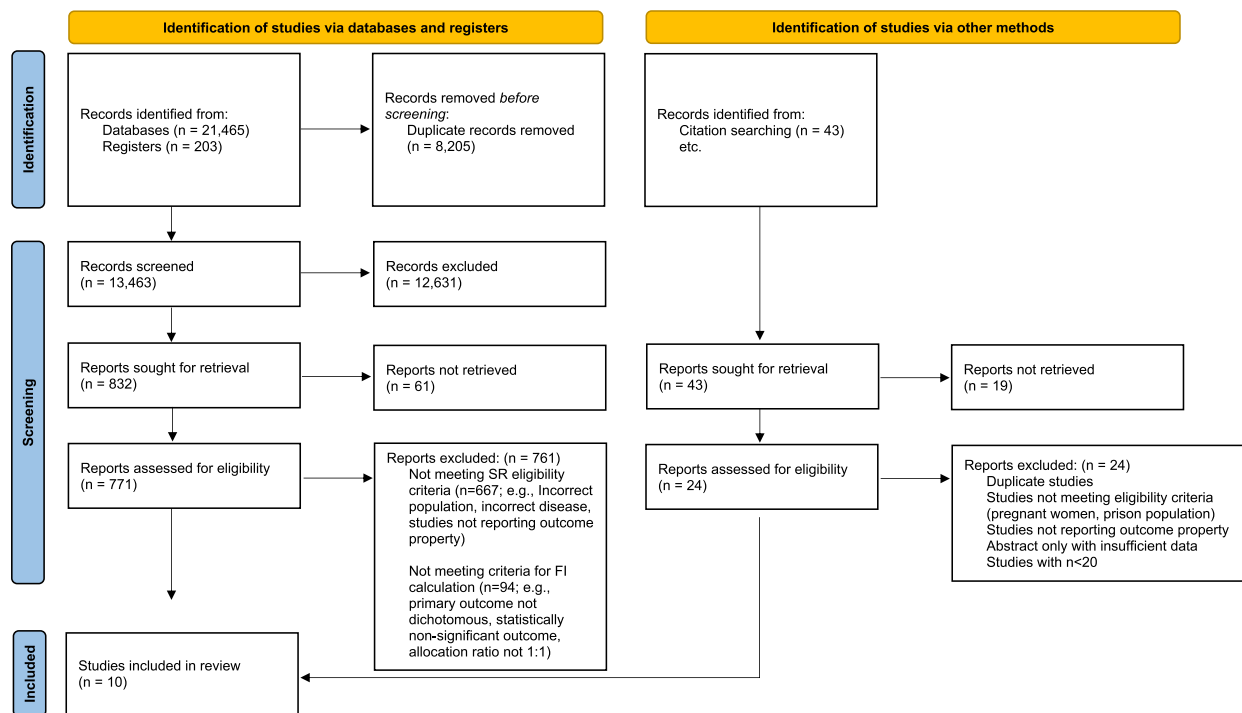 Identification of studies via databases and registers
Identification of studies via other methods
Identification
Records identified from:
Databases (n = 21,465)
Registers (n = 203)
Records removed before
screening:
Duplicate records removed
(n = 8,205)
Records identified from:
Citation searching (n = 43)
etc.
Screening
Records screened
(n = 13,463)
Records excluded
(n = 12,631)
Reports sought for retrieval
(n = 832)
Reports not retrieved
(n = 61)
Reports sought for retrieval
(n = 43)
Reports not retrieved
(n = 19)
Reports assessed for eligibility
(n = 771)
Reports excluded: (n = 761)
Not meeting SR eligibility
criteria (n=667; e.g., Incorrect
population, incorrect disease,
studies not reporting outcome
property)
Not meeting criteria for FI
calculation (n=94; e.g.,
primary outcome not
dichotomous, statistically
non-significant outcome,
allocation ratio not 1:1)
Reports assessed for eligibility
(n = 24)
Reports excluded: (n = 24)
Duplicate studies
Studies not meeting eligibility criteria
(pregnant women, prison population)
Studies not reporting outcome property
Abstract only with insufficient data
Studies with n<20
Included
Studies included in review
(n = 10)